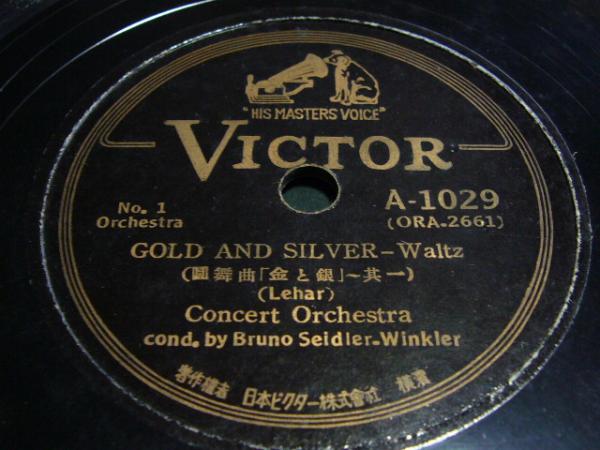 "HIS MASTERS VOICE"
VICTOR
No. 1
Orchestra
A-1029
(ORA-2661)
GOLD AND SILVER-Waltz
(圓舞曲「金と銀」～其一)
(Lehar)
Concert Orchestra
cond. by Bruno Seidler-Winkler
日本ビクター株式會社 横濱